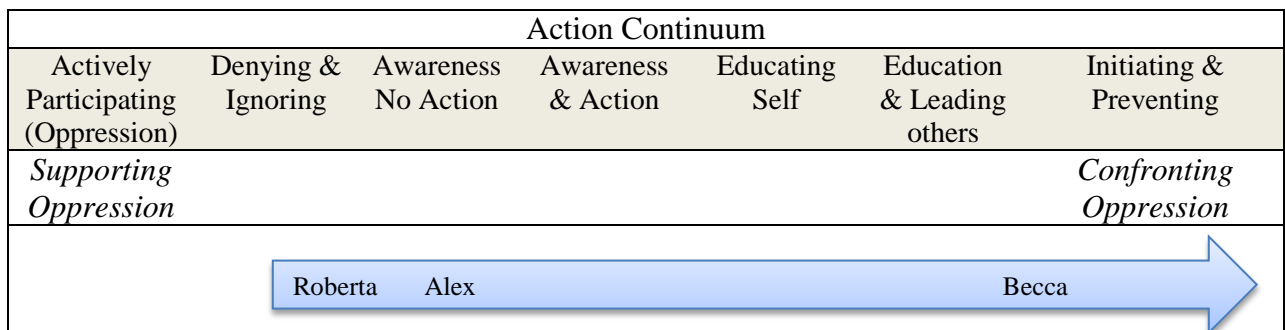 Action Continuum
Actively
Participating
(Oppression)
Denying &
Ignoring
Awareness
No Action
Awareness
& Action
Educating
Self
Education
& Leading
others
Initiating &
Preventing
Supporting
Oppression
Confronting
Oppression
Roberta Alex Becca